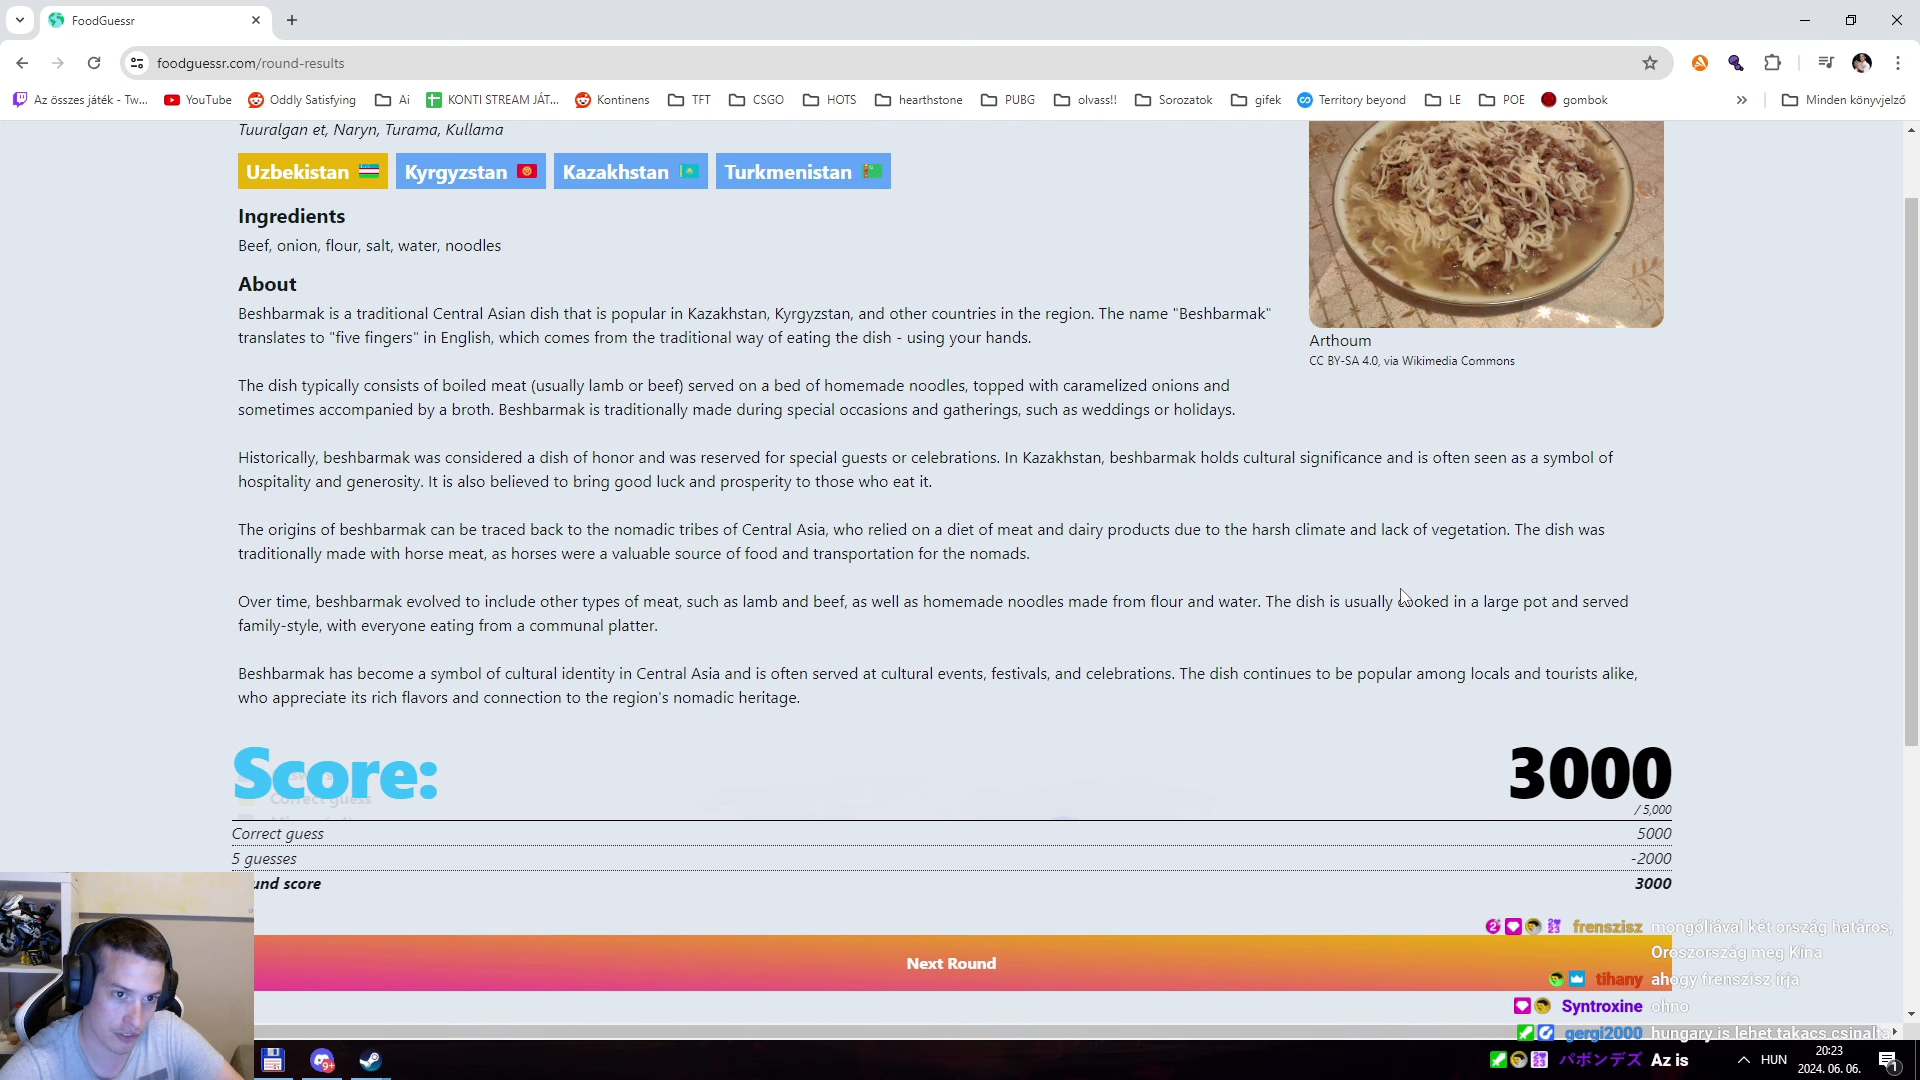 FoodGuessr
foodguessr.com/round-results
Az összes játék - Tw...
YouTube
Oddly Satisfying
Ai
KONTI STREAM JÁT...
Kontinens
TFT
CSGO
HOTS
hearthstone
PUBG
olvass!!
Sorozatok
gifek
Territory beyond
LE
POE
gombok
»
Minden könyvjelző
Tuuralgan et, Naryn, Turama, Kullama
Uzbekistan
Kyrgyzstan
Kazakhstan
Turkmenistan
Ingredients
Beef, onion, flour, salt, water, noodles
About
Beshbarmak is a traditional Central Asian dish that is popular in Kazakhstan, Kyrgyzstan, and other countries in the region. The name "Beshbarmak"
translates to "five fingers" in English, which comes from the traditional way of eating the dish - using your hands.
The dish typically consists of boiled meat (usually lamb or beef) served on a bed of homemade noodles, topped with caramelized onions and
sometimes accompanied by a broth. Beshbarmak is traditionally made during special occasions and gatherings, such as weddings or holidays.
Arthoum
CC BY-SA 4.0, via Wikimedia Commons
Historically, beshbarmak was considered a dish of honor and was reserved for special guests or celebrations. In Kazakhstan, beshbarmak holds cultural significance and is often seen as a symbol of
hospitality and generosity. It is also believed to bring good luck and prosperity to those who eat it.
The origins of beshbarmak can be traced back to the nomadic tribes of Central Asia, who relied on a diet of meat and dairy products due to the harsh climate and lack of vegetation. The dish was
traditionally made with horse meat, as horses were a valuable source of food and transportation for the nomads.
Over time, beshbarmak evolved to include other types of meat, such as lamb and beef, as well as homemade noodles made from flour and water. The dish is usually cooked in a large pot and served
family-style, with everyone eating from a communal platter.
Beshbarmak has become a symbol of cultural identity in Central Asia and is often served at cultural events, festivals, and celebrations. The dish continues to be popular among locals and tourists alike,
who appreciate its rich flavors and connection to the region's nomadic heritage.
Score:
3000
/ 5,000
Correct guess
Correct guess 5000
5 guesses -2000
und score 3000
Next Round
frenszisz mongóliával két ország határos,
Oroszország meg Kína
tihany ahogy frenszisz írja
Syntroxine ohno
gergi2000 hungary is lehet takacs csinalta
パボンデズ Az is
9+
HUN
20:23
2024. 06. 06.
1